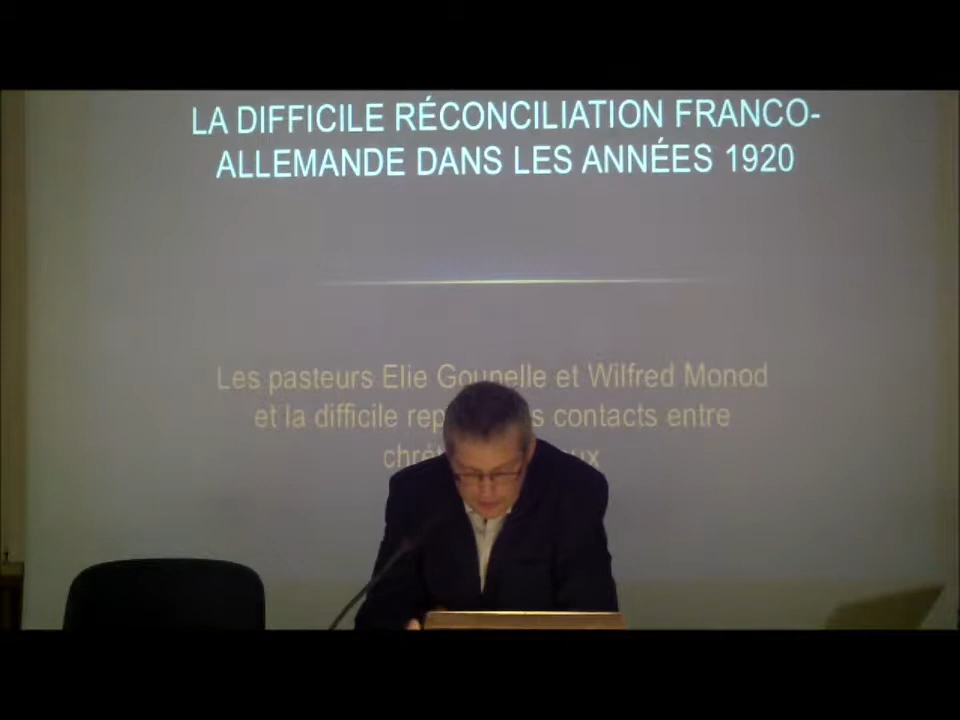 LA DIFFICILE RÉCONCILIATION FRANCO-
ALLEMANDE DANS LES ANNÉES 1920
Les pasteurs Elie Gounelle et Wilfred Monod
et la difficile contacts entre